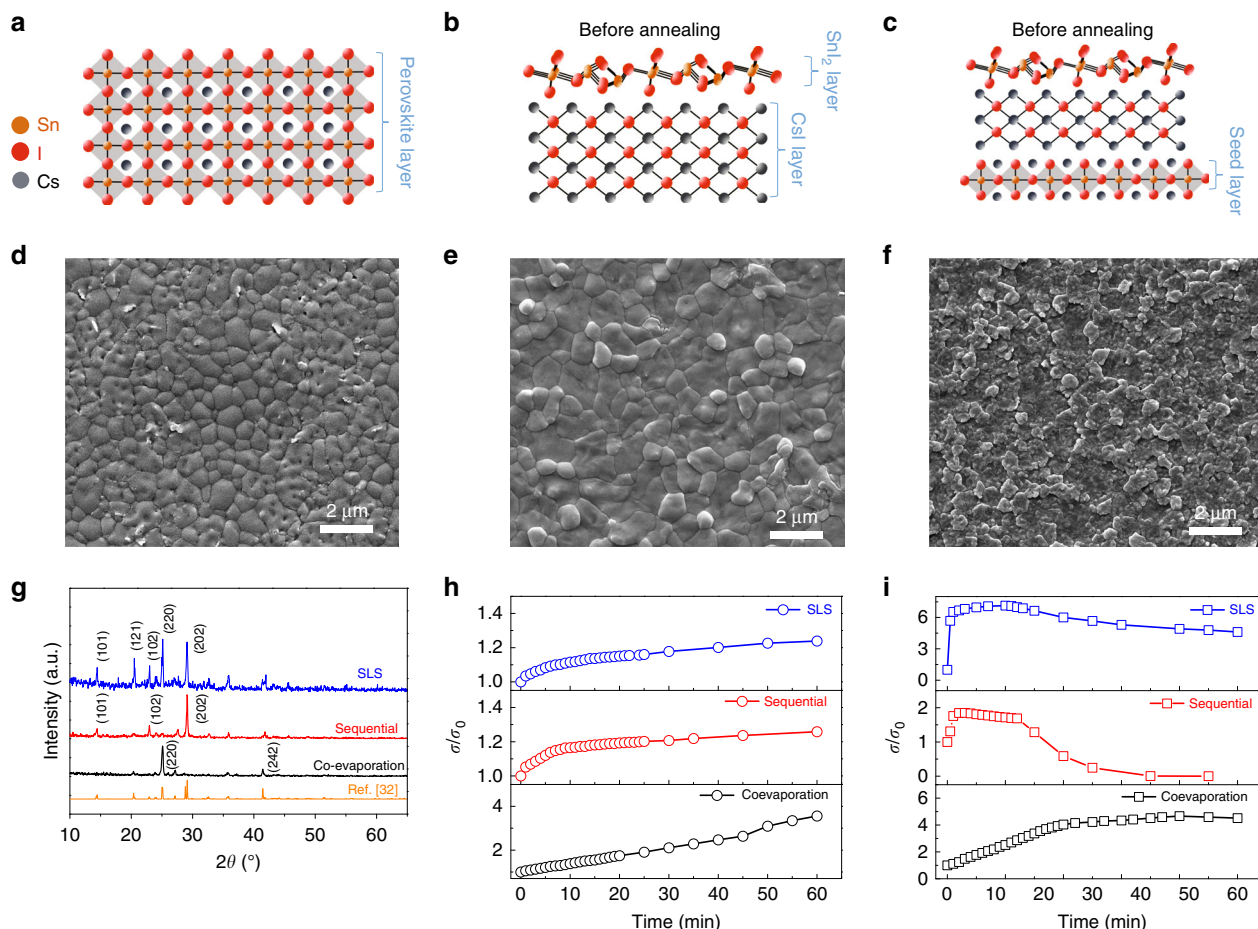 a
b
c
Before annealing
Before annealing
SnI2 layer
Perovskite layer
CsI layer
Seed layer
Sn
I
Cs
d
e
f
2 μm
2 μm
2 μm
g
h
i
(101)
(121)
(102)
(220)
(202)
SLS
(101)
(102)
(202)
Sequential
(220)
(242)
Co-evaporation
Ref. [32]
Intensity (a.u.)
10 20 30 40 50 60
2θ (°)
SLS
1.4
1.2
1.0
Sequential
1.4
1.2
1.0
Coevaporation
4
2
σ/σ0
0 10 20 30 40 50 60
Time (min)
SLS
6
3
0
Sequential
2
1
0
Coevaporation
6
4
2
0
σ/σ0
0 10 20 30 40 50 60
Time (min)